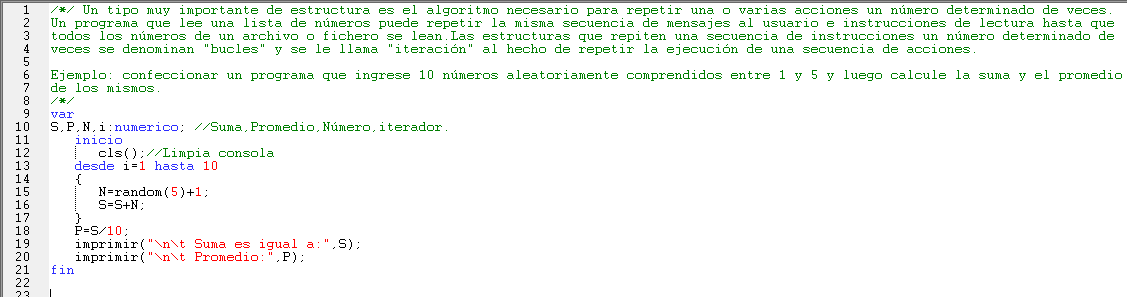 1 /*/ Un tipo muy importante de estructura es el algoritmo necesario para repetir una o varias acciones un número determinado de veces.
2 Un programa que lee una lista de números puede repetir la misma secuencia de mensajes al usuario e instrucciones de lectura hasta que
3 todos los números de un archivo o fichero se lean.Las estructuras que repiten una secuencia de instrucciones un número determinado de
4 veces se denominan "bucles" y se le llama "iteración" al hecho de repetir la ejecución de una secuencia de acciones.
5
6 Ejemplo: confeccionar un programa que ingrese 10 números aleatoriamente comprendidos entre 1 y 5 y luego calcule la suma y el promedio
7 de los mismos.
8 /*/
9 var
10 S,P,N,i:numerico; //Suma,Promedio,Número,iterador.
11 inicio
12 cls();//Limpia consola
13 desde i=1 hasta 10
14 {
15 N=random(5)+1;
16 S=S+N;
17 }
18 P=S/10;
19 imprimir("\n\t Suma es igual a:",S);
20 imprimir("\n\t Promedio:",P);
21 fin
22
23